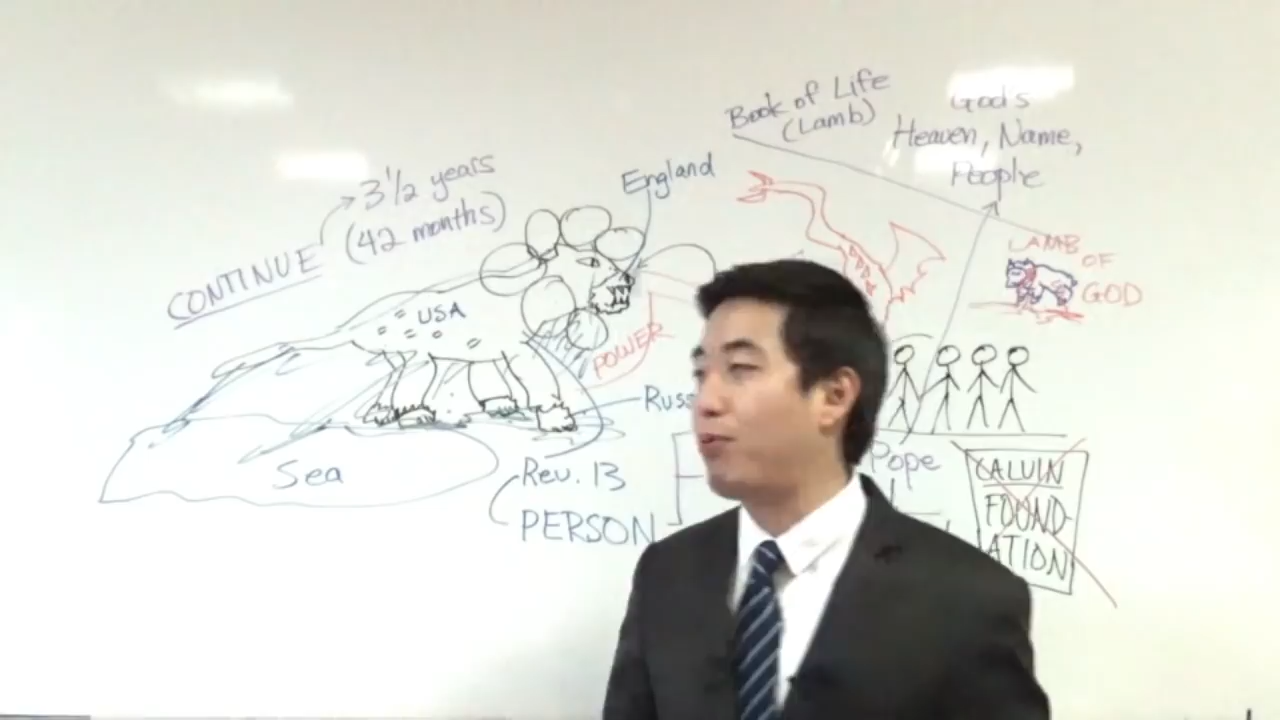 Book of Life
(Lamb)
God's
Heaven, Name,
People
England
3½ years
(42 months)
CONTINUE
LAMB
OF
GOD
USA
POWER
Russ
Sea
Rev. 13
PERSON
Pope
CALVIN
FOUND-
ATION